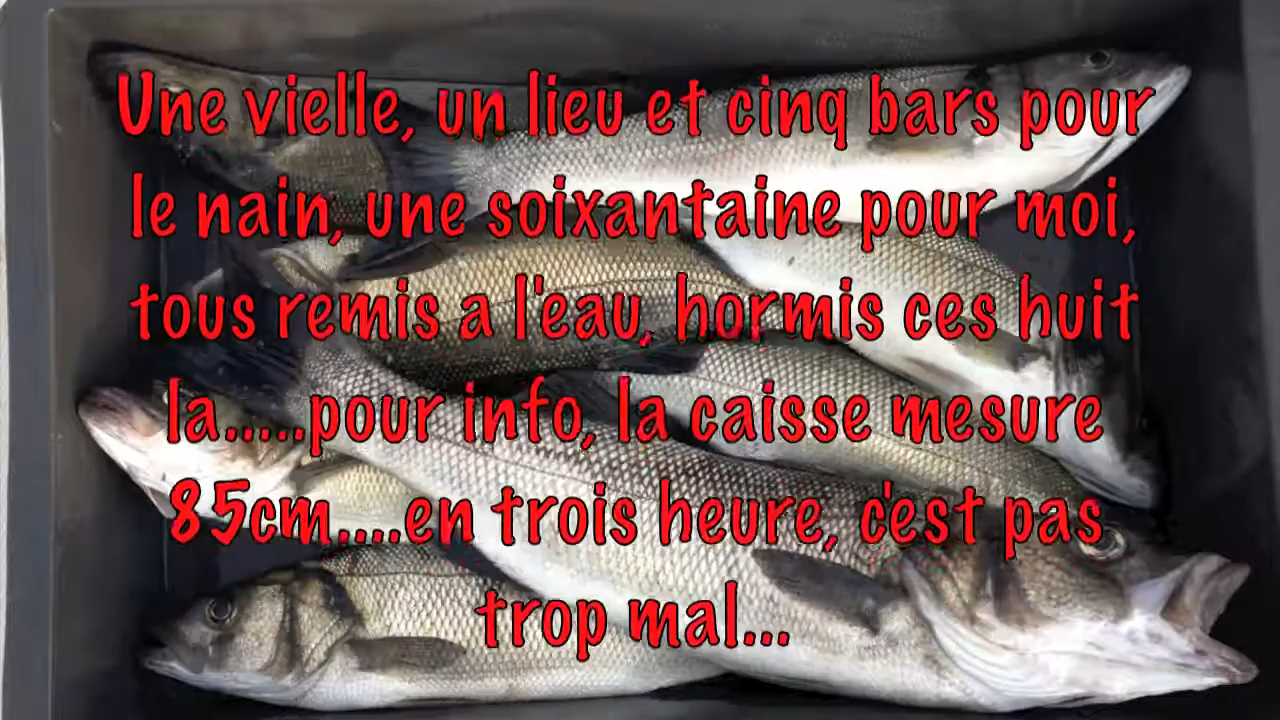 Une vielle, un lieu et cinq bars pour
le nain, une soixantaine pour moi,
tous remis a l'eau, hormis ces huit
la.....pour info, la caisse mesure
85cm....en trois heure, c'est pas
trop mal...